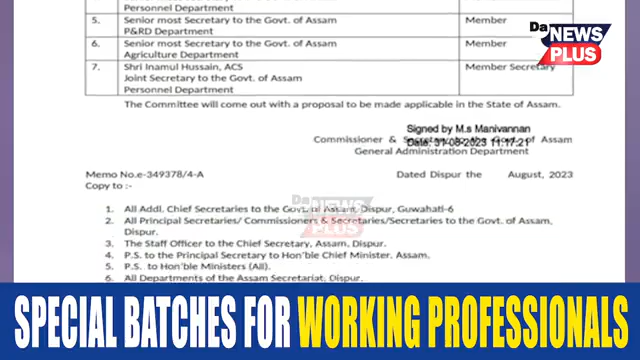 Personnel Department
5. Senior most Secretary to the Govt. of Assam Member
P&RD Department
6. Senior most Secretary to the Govt. of Assam Member
Agriculture Department
7. Shri Inamul Hussain, ACS Member Secretary
Joint Secretary to the Govt. of Assam
Personnel Department
Da NEWS
PLUS
The Committee will come out with a proposal to be made applicable in the State of Assam.
Signed by M.s Manivannan
Commissioner & Secretary to the Govt. of Assam
Date: 31-08-2023 11:17:21
General Administration Department
Memo No.e-349378/4-A Dated Dispur the August, 2023
Copy to :-
Da NEWS
PLUS
1. All Addl. Chief Secretaries to the Govt. of Assam, Dispur, Guwahati-6
2. All Principal Secretaries/ Commissioners & Secretaries/Secretaries to the Govt. of Assam,
Dispur.
3. The Staff Officer to the Chief Secretary, Assam, Dispur.
4. P.S. to the Principal Secretary to Hon'ble Chief Minister, Assam.
5. P.S. to Hon'ble Ministers (All).
6. All Departments of the Assam Secretariat, Dispur.
SPECIAL BATCHES FOR WORKING PROFESSIONALS